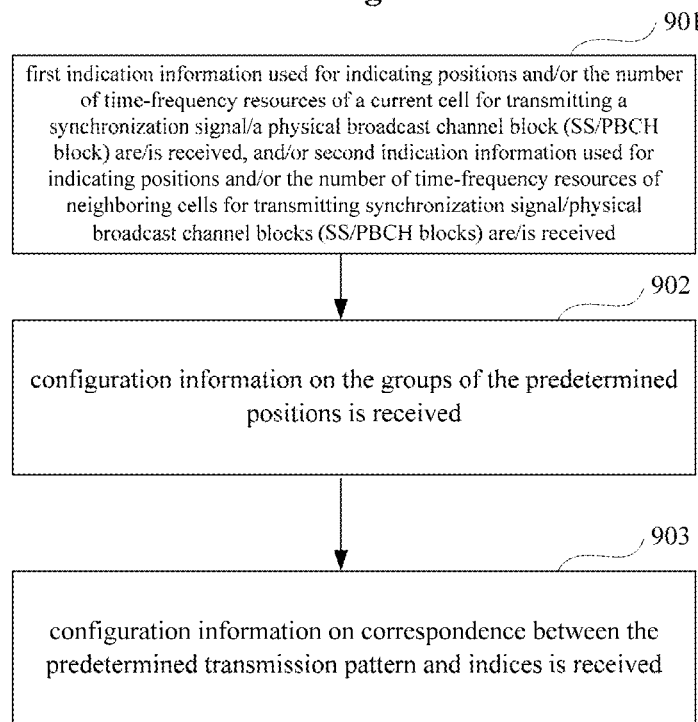 901
first indication information used for indicating positions and/or the number
of time-frequency resources of a current cell for transmitting a
synchronization signal/a physical broadcast channel block (SS/PBCH
block) are/is received, and/or second indication information used for
indicating positions and/or the number of time-frequency resources of
neighboring cells for transmitting synchronization signal/physical
broadcast channel blocks (SS/PBCH blocks) are/is received
902
configuration information on the groups of the predetermined
positions is received
903
configuration information on correspondence between the
predetermined transmission pattern and indices is received